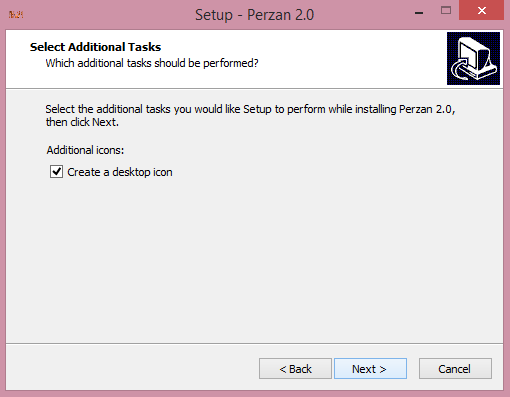 Setup - Perzan 2.0
Select Additional Tasks
Which additional tasks should be performed?
Select the additional tasks you would like Setup to perform while installing Perzan 2.0,
then click Next.
Additional icons:
Create a desktop icon
< Back Next > Cancel